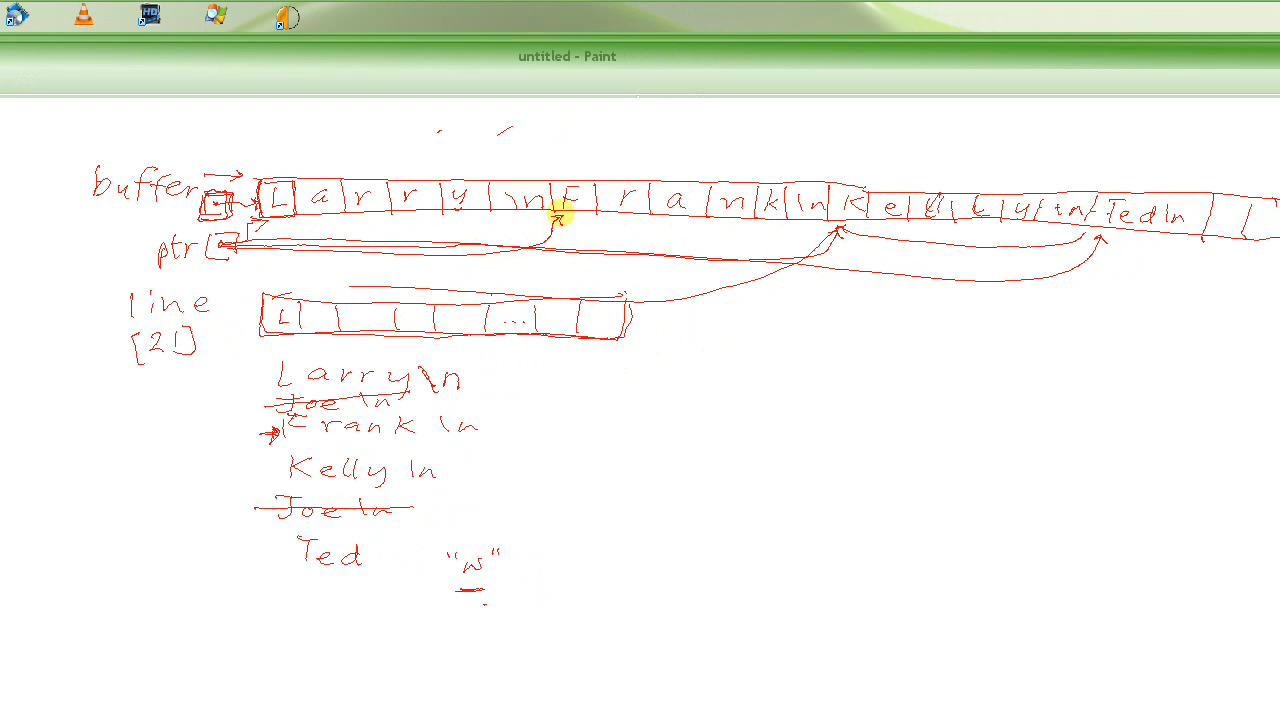 untitled - Paint
buffer L a r r y \n F r a n k \n K e l L y \n Ted\n
ptr
line
[21]
L ...
Larry\n
Joe \n
Frank \n
Kelly \n
Joe \n
Ted
"w"